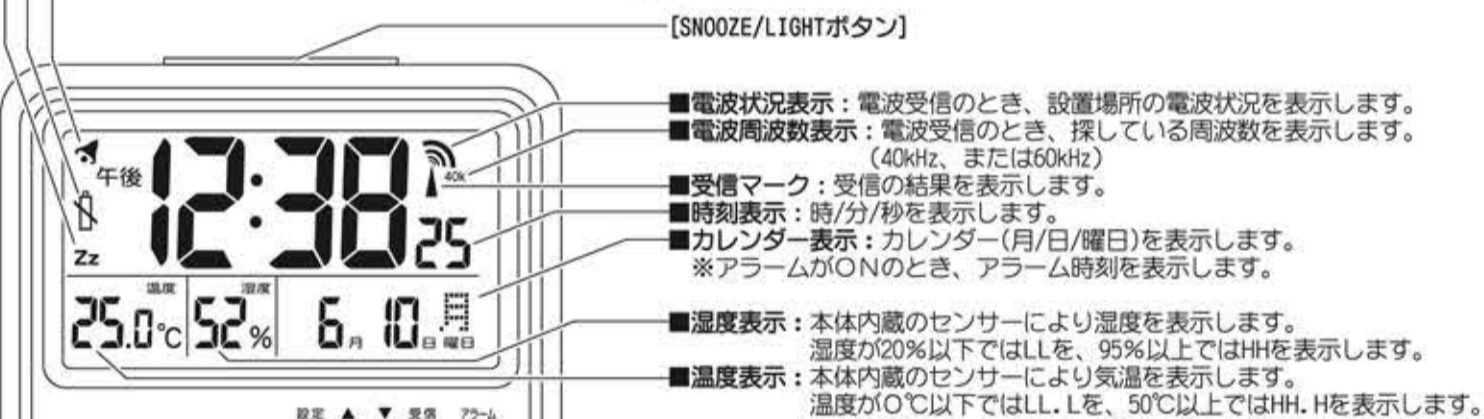 [SNOOZE/LIGHTボタン]
■電波状況表示：電波受信のとき、設置場所の電波状況を表示します。
■電波周波数表示：電波受信のとき、探している周波数を表示します。
(40kHz、または60kHz)
■受信マーク：受信の結果を表示します。
■時刻表示：時/分/秒を表示します。
■カレンダー表示：カレンダー(月/日/曜日)を表示します。
※アラームがONのとき、アラーム時刻を表示します。
■湿度表示：本体内蔵のセンサーにより湿度を表示します。
湿度が20%以下ではLLを、95%以上ではHHを表示します。
■温度表示：本体内蔵のセンサーにより気温を表示します。
温度が0℃以下ではLL.Lを、50℃以上ではHH.Hを表示します。
午後 12:38 40k
Zz 25
温度 湿度
25.0℃ 52% 6月 10日 月曜日
設定 ▲ ▼ 受信 アラーム